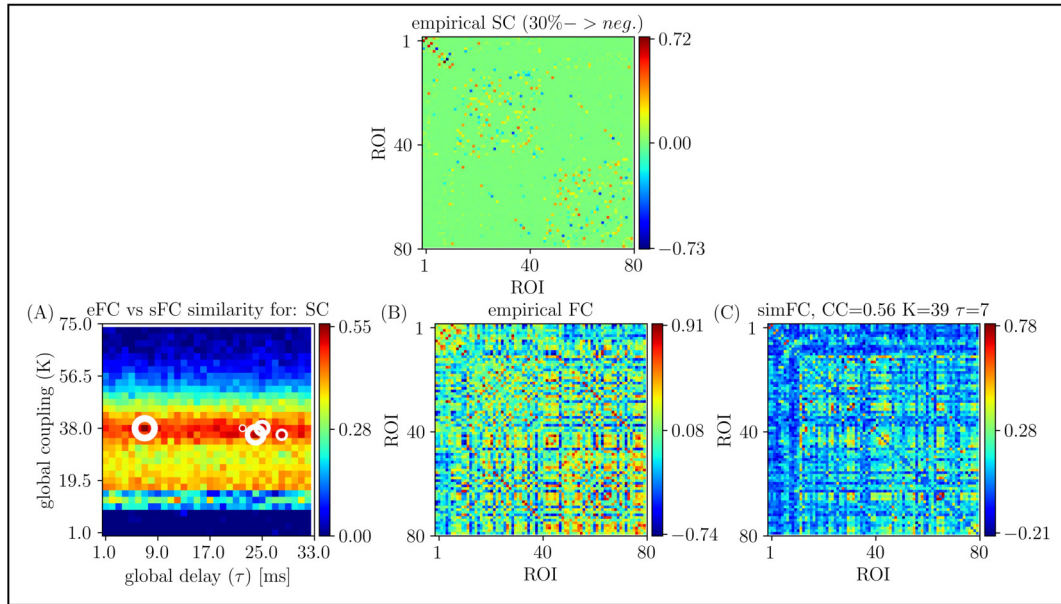 empirical SC (30%− > neg.)
1
40
80
ROI
1
40
80
ROI
0.72
0.00
−0.73
(A)
eFC vs sFC similarity for: SC
75.0
56.5
38.0
19.5
1.0
global coupling (K)
1.0
9.0
17.0
25.0
33.0
global delay (τ) [ms]
0.55
0.28
0.00
(B)
empirical FC
1
40
80
ROI
1
40
80
ROI
0.91
0.08
−0.74
(C)
simFC, CC=0.56 K=39 τ=7
1
40
80
ROI
1
40
80
ROI
0.78
0.28
−0.21